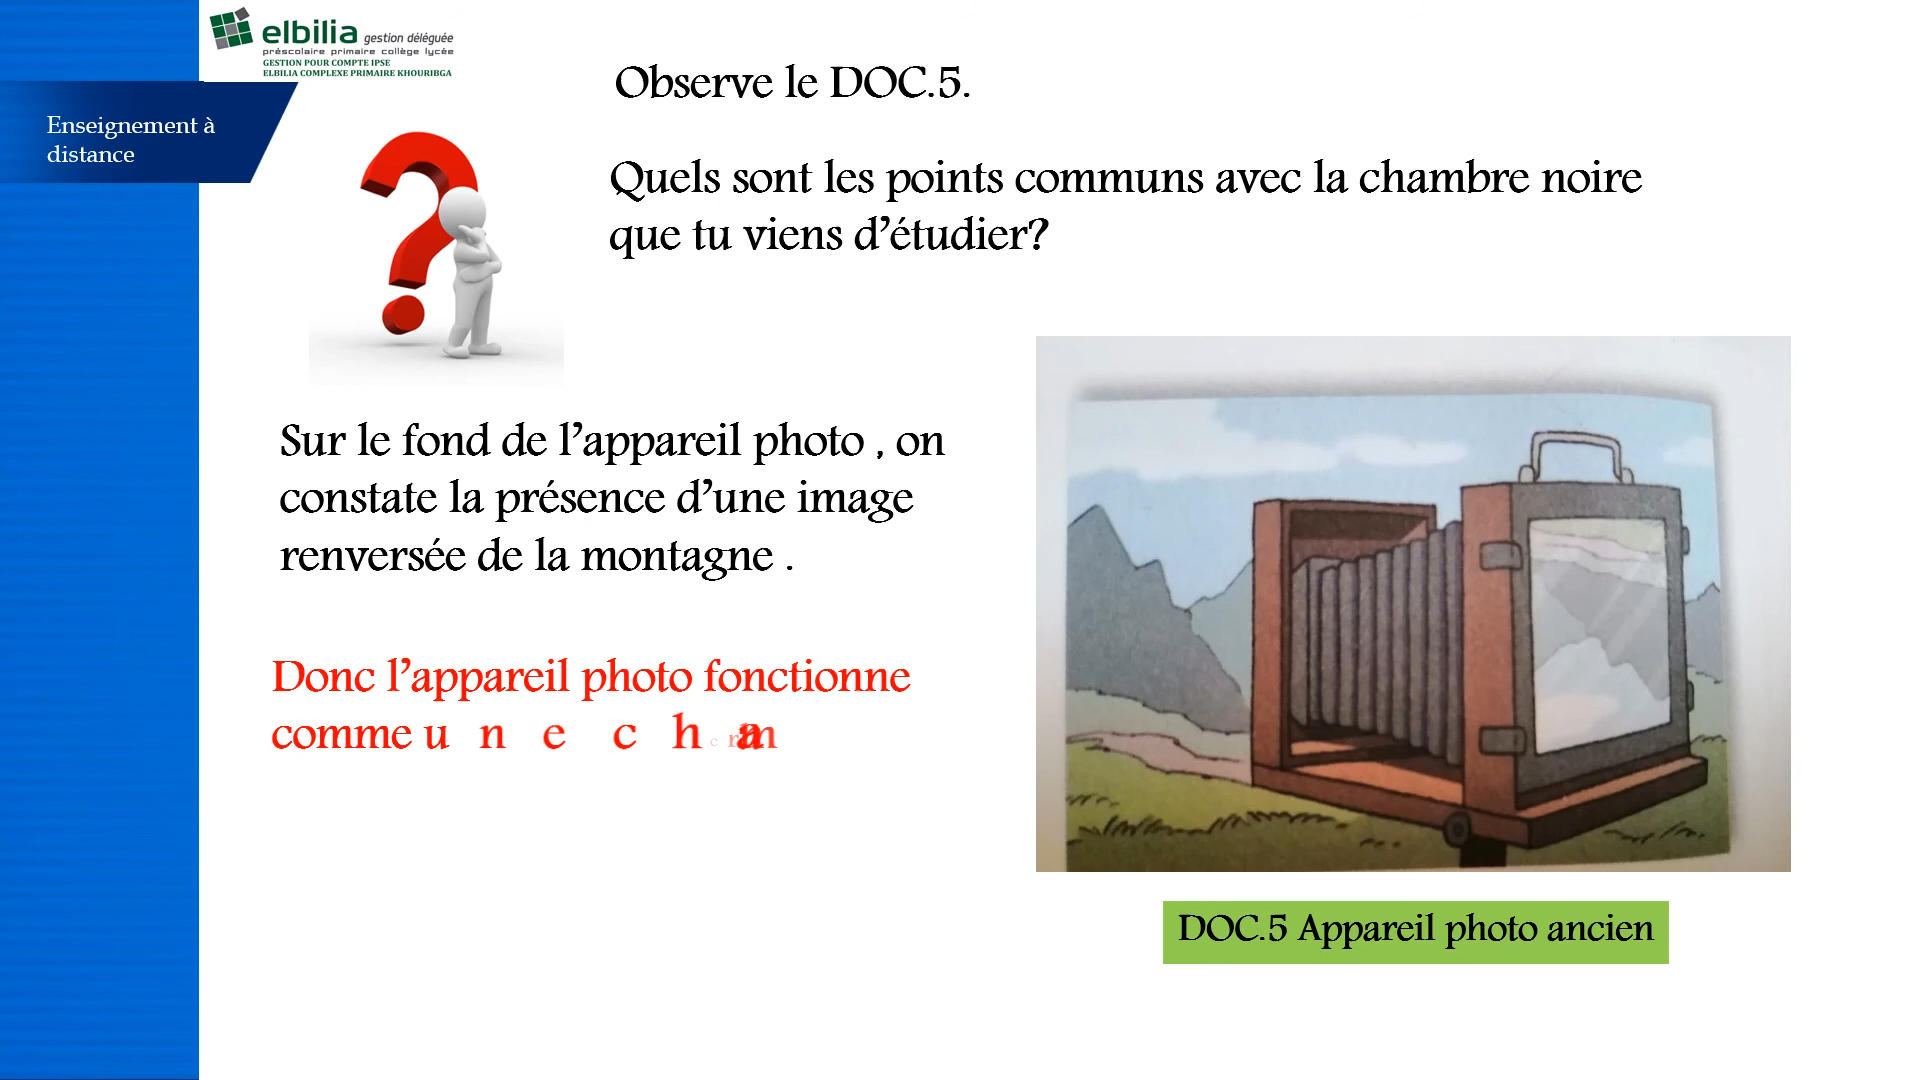 elbilia gestion déléguée
préscolaire primaire collège lycée
GESTION POUR COMPTE IPSE
ELBILIA COMPLEXE PRIMAIRE KHOURIBGA
Enseignement à
distance
Observe le DOC.5.
Quels sont les points communs avec la chambre noire
que tu viens d’étudier?
Sur le fond de l’appareil photo , on
constate la présence d’une image
renversée de la montagne .
Donc l’appareil photo fonctionne
comme u n e c h
DOC.5 Appareil photo ancien